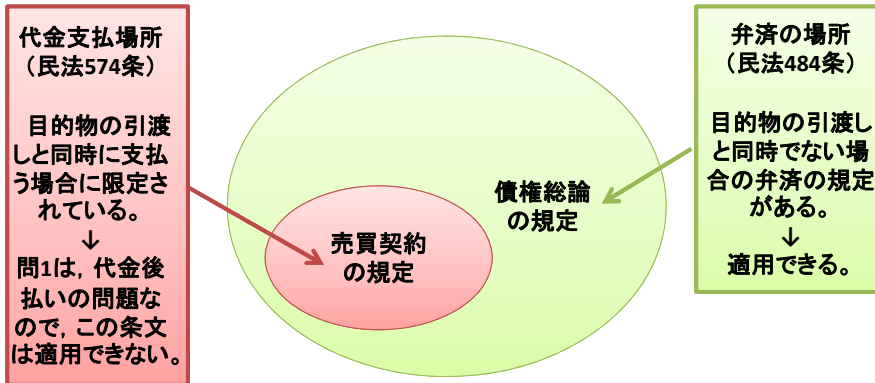 代金支払場所
（民法574条）
目的物の引渡
しと同時に支払
う場合に限定さ
れている。
↓
問1は，代金後
払いの問題な
ので，この条文
は適用できない。
売買契約
の規定
債権総論
の規定
弁済の場所
（民法484条）
目的物の引渡し
と同時でない場
合の弁済の規定
がある。
↓
適用できる。